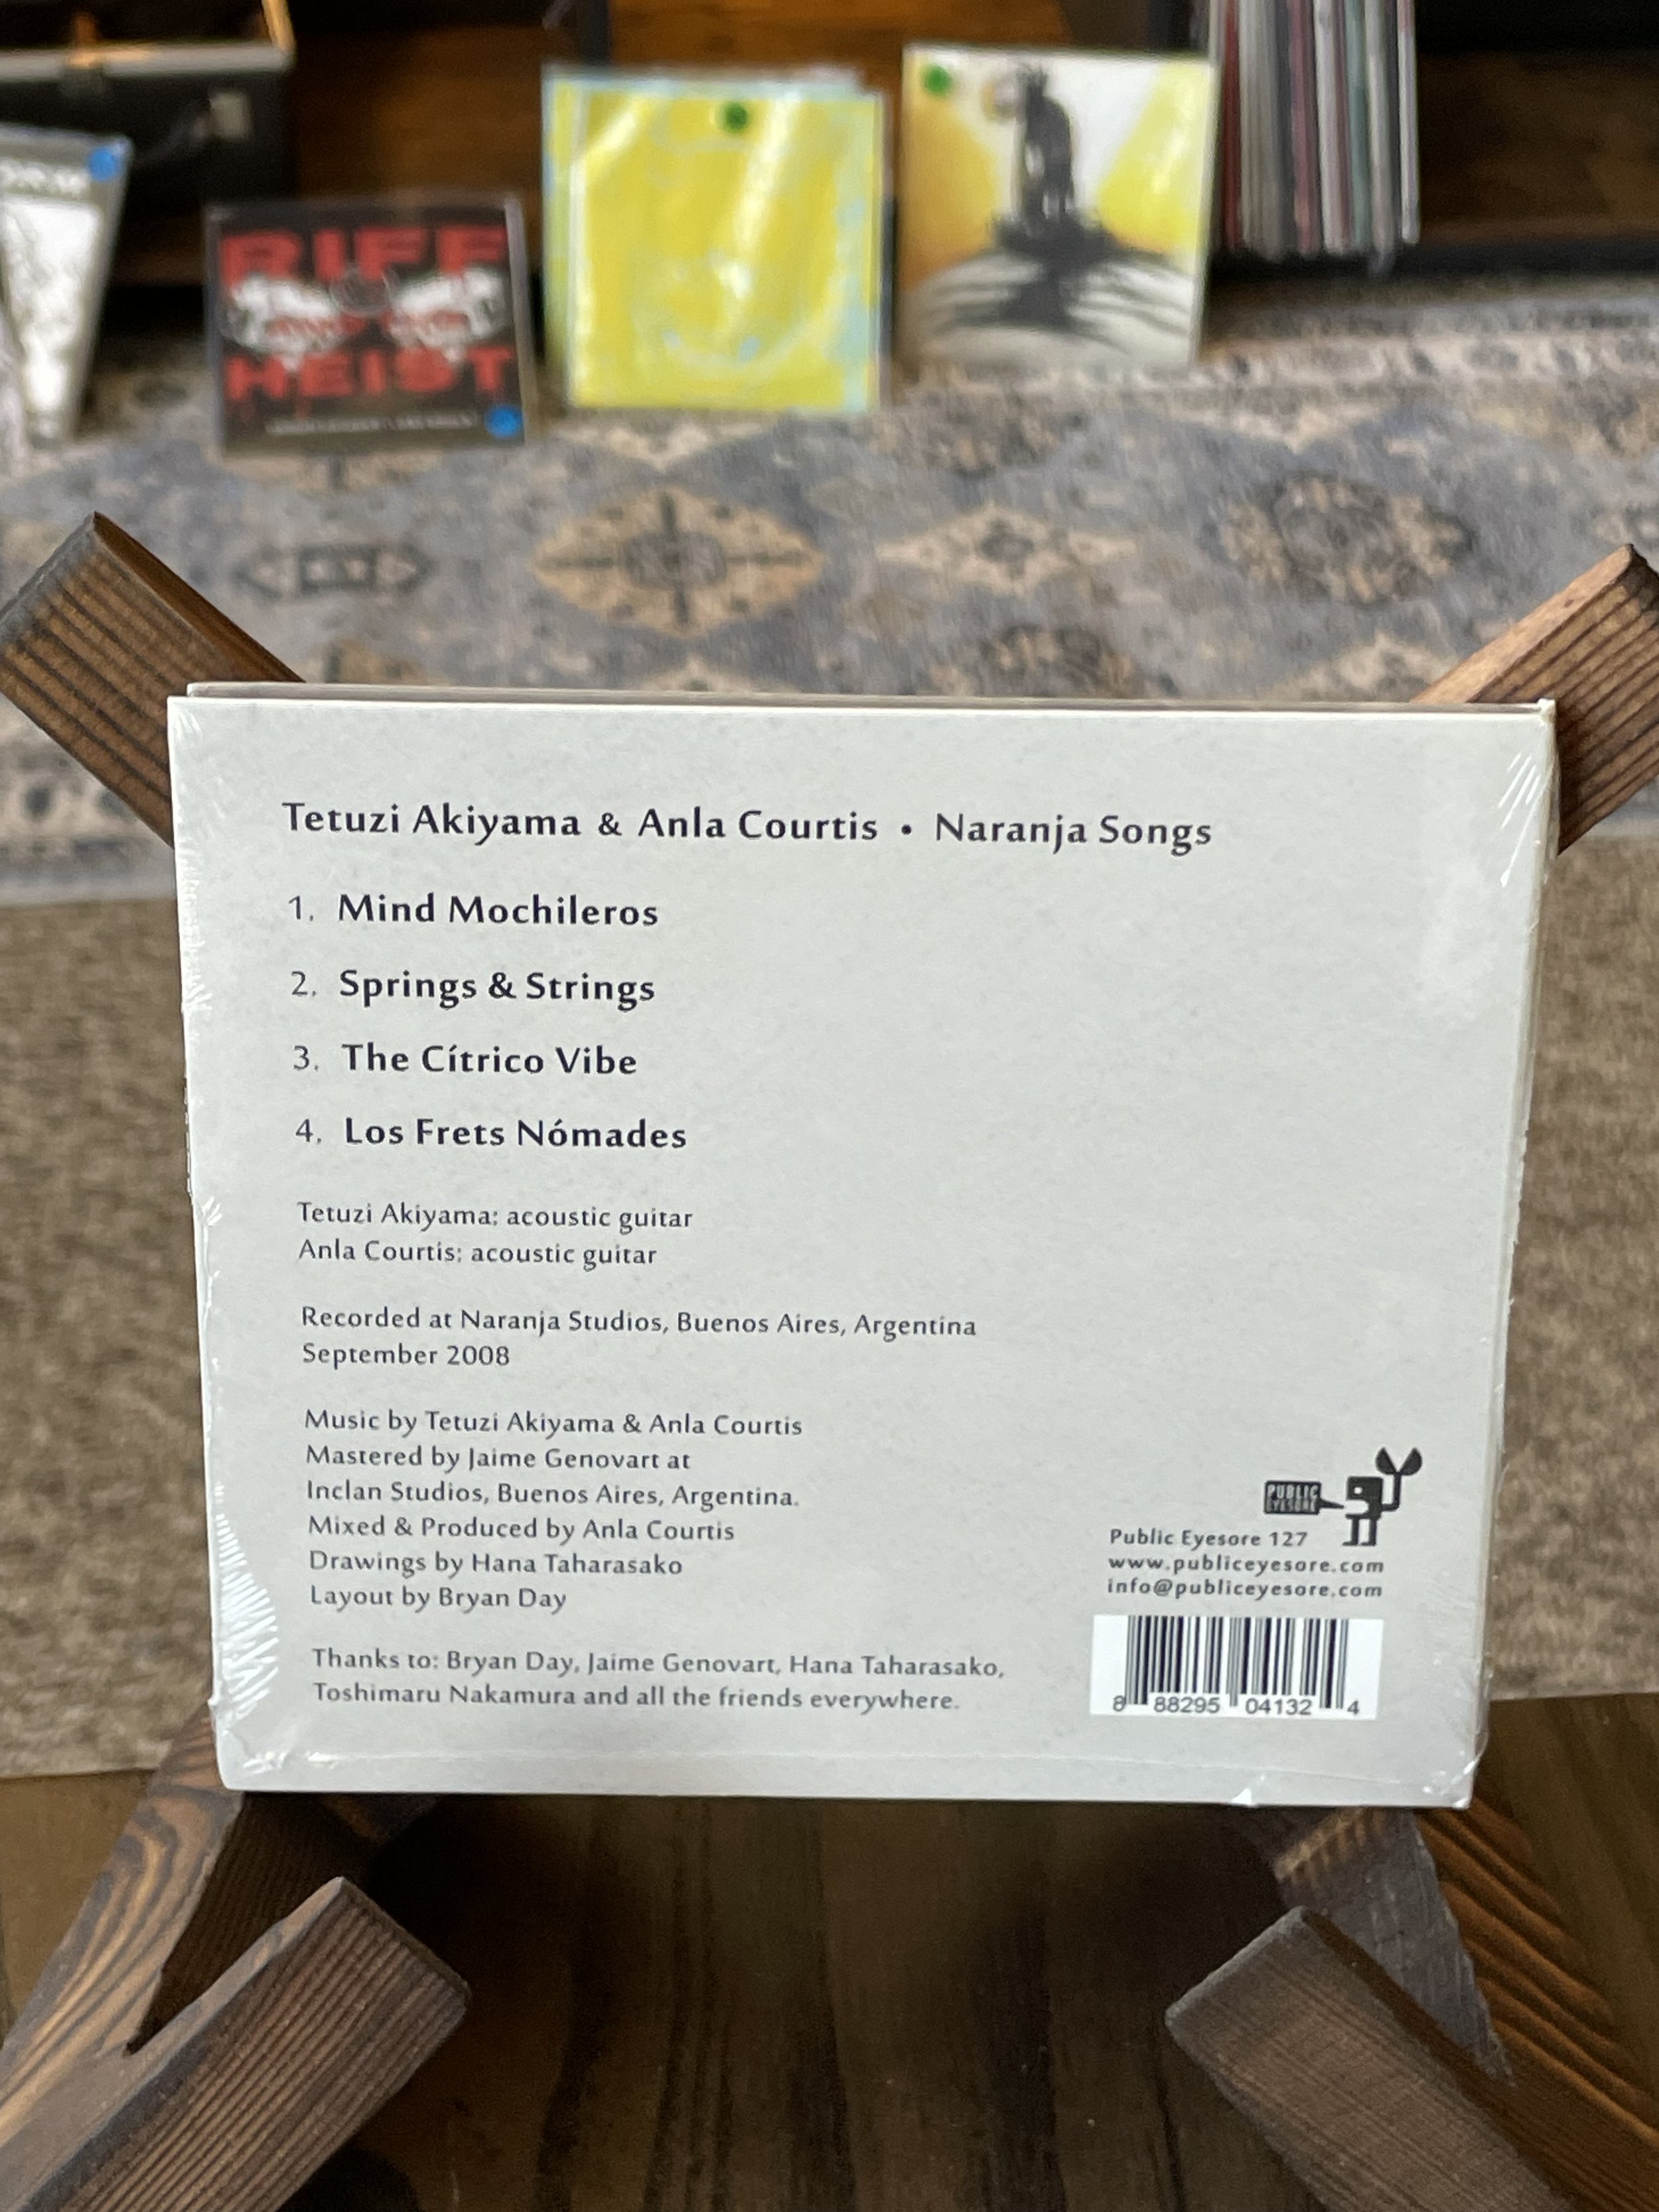 RIFF
HEIST
Tetuzi Akiyama & Anla Courtis • Naranja Songs
1. Mind Mochileros
2. Springs & Strings
3. The Cítrico Vibe
4. Los Frets Nómades
Tetuzi Akiyama: acoustic guitar
Anla Courtis: acoustic guitar
Recorded at Naranja Studios, Buenos Aires, Argentina
September 2008
Music by Tetuzi Akiyama & Anla Courtis
Mastered by Jaime Genovart at
Inclan Studios, Buenos Aires, Argentina.
Mixed & Produced by Anla Courtis
Drawings by Hana Taharasako
Layout by Bryan Day
Thanks to: Bryan Day, Jaime Genovart, Hana Taharasako,
Toshimaru Nakamura and all the friends everywhere.
PUBLIC
EYESORE
Public Eyesore 127
www.publiceyesore.com
info@publiceyesore.com
8 88295 04132 4